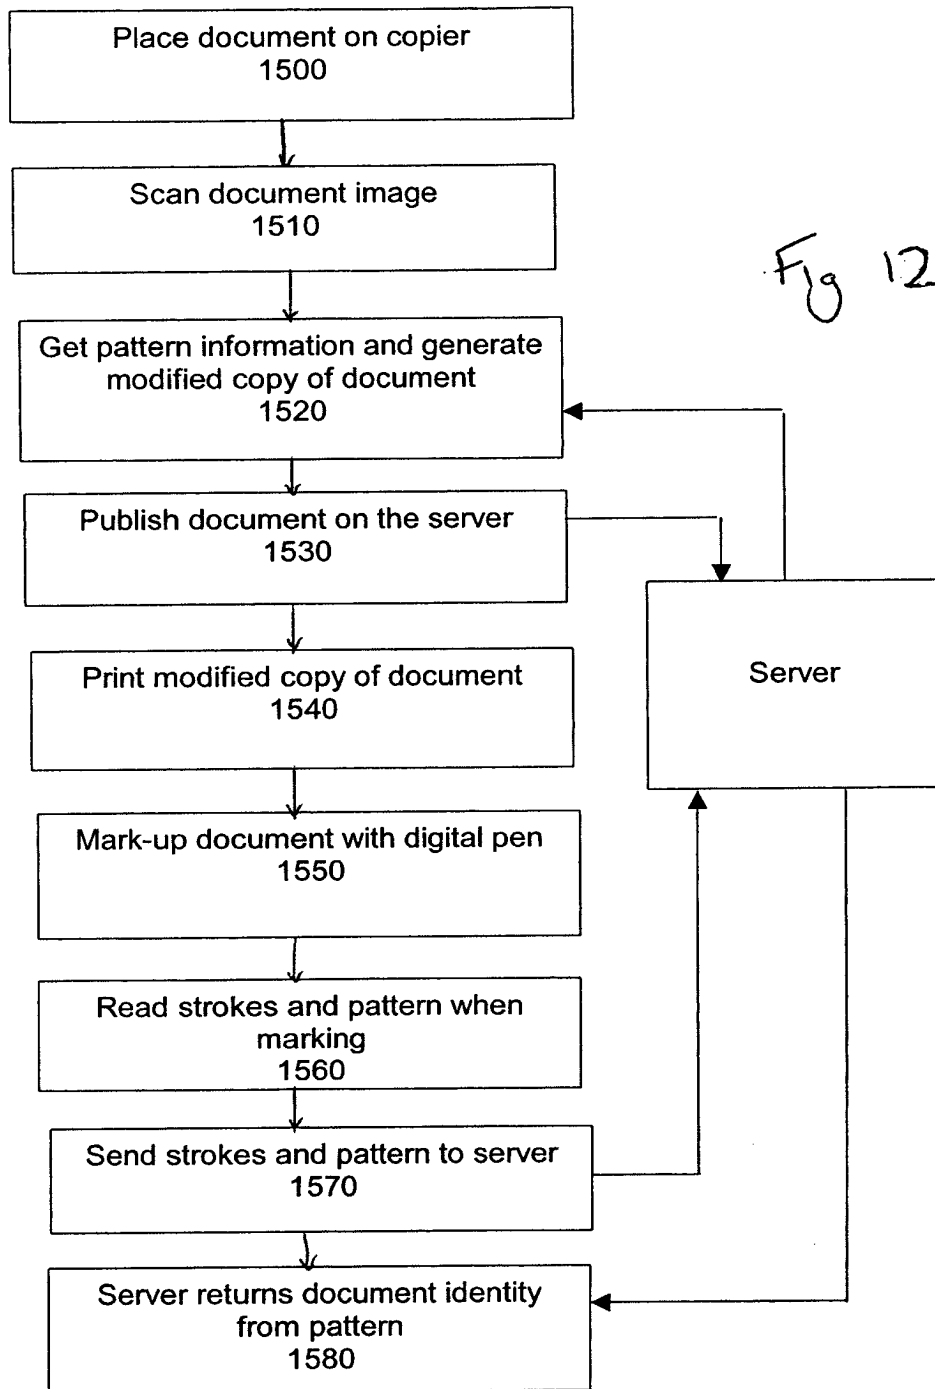 Place document on copier
1500
Scan document image
1510
Fig 12
Get pattern information and generate
modified copy of document
1520
Publish document on the server
1530
Server
Print modified copy of document
1540
Mark-up document with digital pen
1550
Read strokes and pattern when
marking
1560
Send strokes and pattern to server
1570
Server returns document identity
from pattern
1580